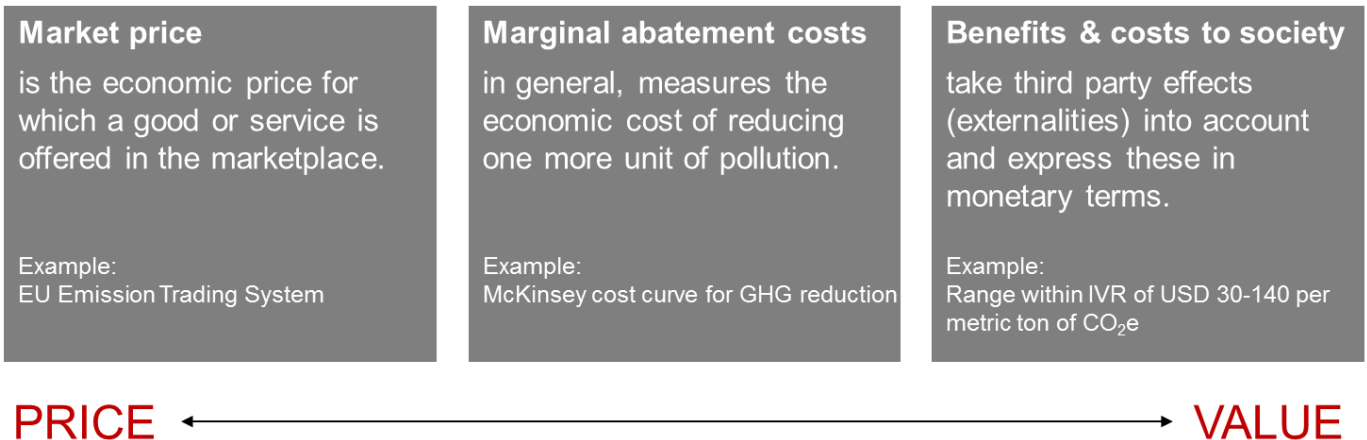 Market price
is the economic price for
which a good or service is
offered in the marketplace.
Example:
EU Emission Trading System
Marginal abatement costs
in general, measures the
economic cost of reducing
one more unit of pollution.
Example:
McKinsey cost curve for GHG reduction
Benefits & costs to society
take third party effects
(externalities) into account
and express these in
monetary terms.
Example:
Range within IVR of USD 30-140 per
metric ton of CO₂e
PRICE
VALUE